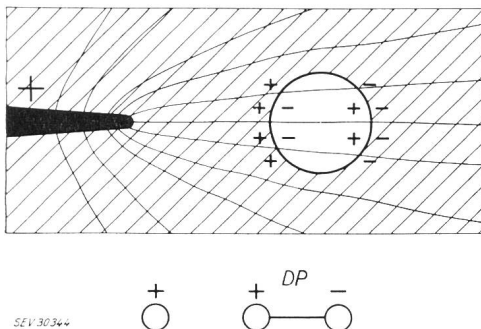 +
+ −
+ − + −
+ − + −
+ −
DP
+ + −
SEV 30344